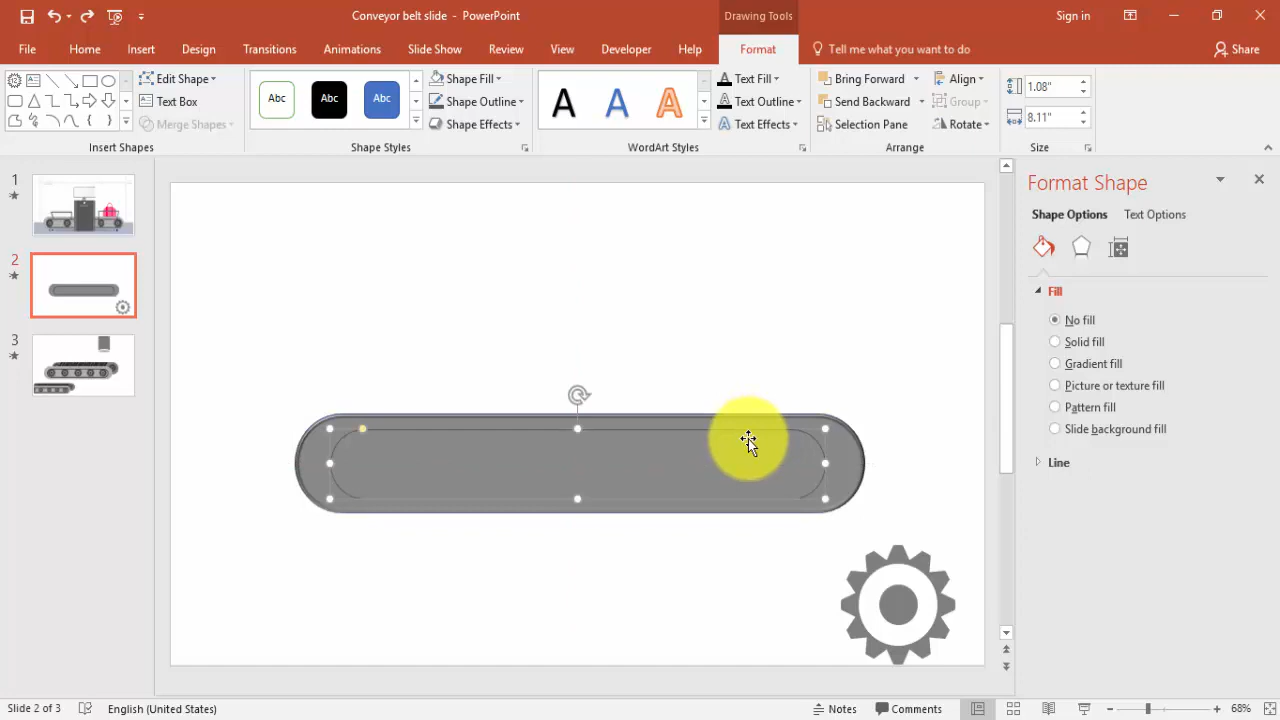 Conveyor belt slide - PowerPoint
Drawing Tools
Sign in
File Home Insert Design Transitions Animations Slide Show Review View Developer Help Format Tell me what you want to do Share
Edit Shape
Text Box
Merge Shapes
Insert Shapes
Abc Abc Abc
Shape Fill
Shape Outline
Shape Effects
Shape Styles
A A A
Text Fill
Text Outline
Text Effects
WordArt Styles
Bring Forward
Send Backward
Selection Pane
Align
Group
Rotate
Arrange
1.08"
8.11"
Size
1
2
3
Format Shape
Shape Options Text Options
Fill
No fill
Solid fill
Gradient fill
Picture or texture fill
Pattern fill
Slide background fill
Line
Slide 2 of 3 English (United States) Notes Comments 68%